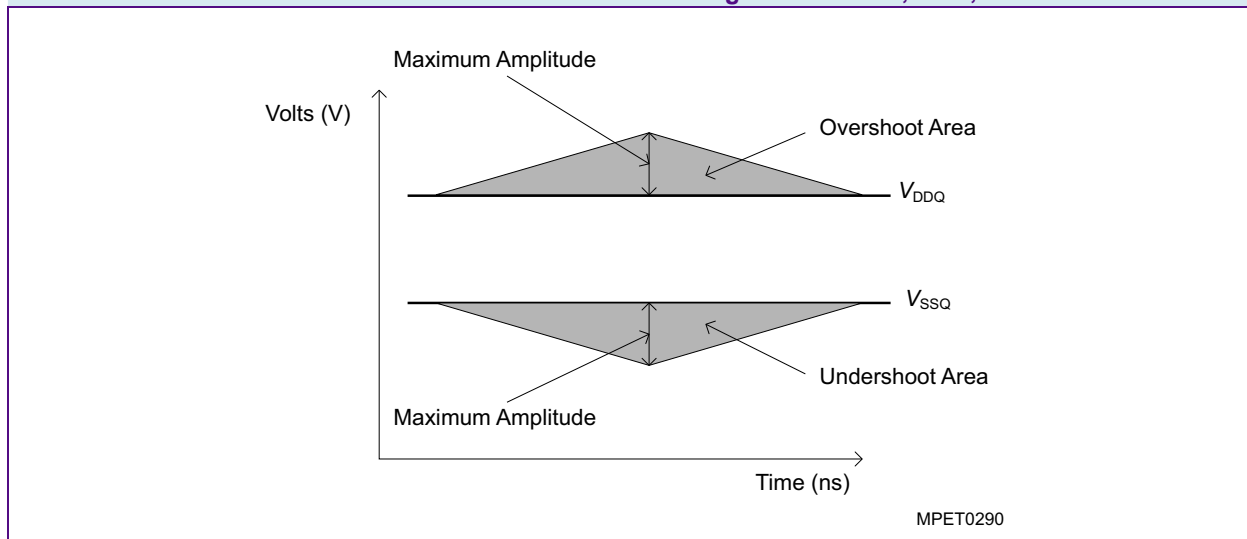 Maximum Amplitude
Volts (V)
Overshoot Area
VDDQ
VSSQ
Undershoot Area
Maximum Amplitude
Time (ns)
MPET0290